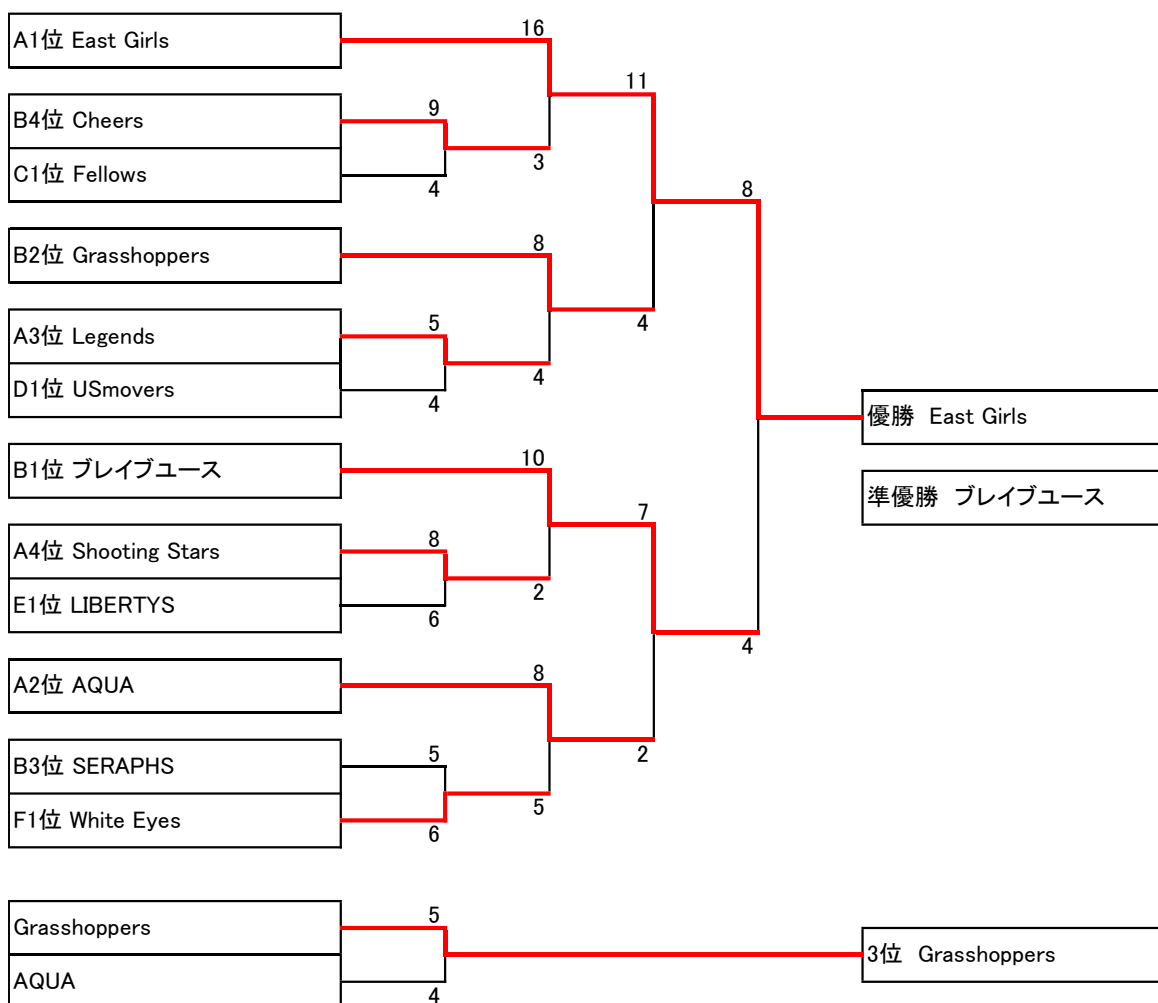 16
A1位 East Girls
11
9
B4位 Cheers
3
C1位 Fellows
4
8
8
B2位 Grasshoppers
5
4
A3位 Legends
4
D1位 USmovers
4
優勝 East Girls
10
B1位 ブレイブユース
準優勝 ブレイブユース
7
8
A4位 Shooting Stars
2
E1位 LIBERTYS
6
4
8
A2位 AQUA
5
2
B3位 SERAPHS
5
F1位 White Eyes
6
5
Grasshoppers
3位 Grasshoppers
AQUA
4